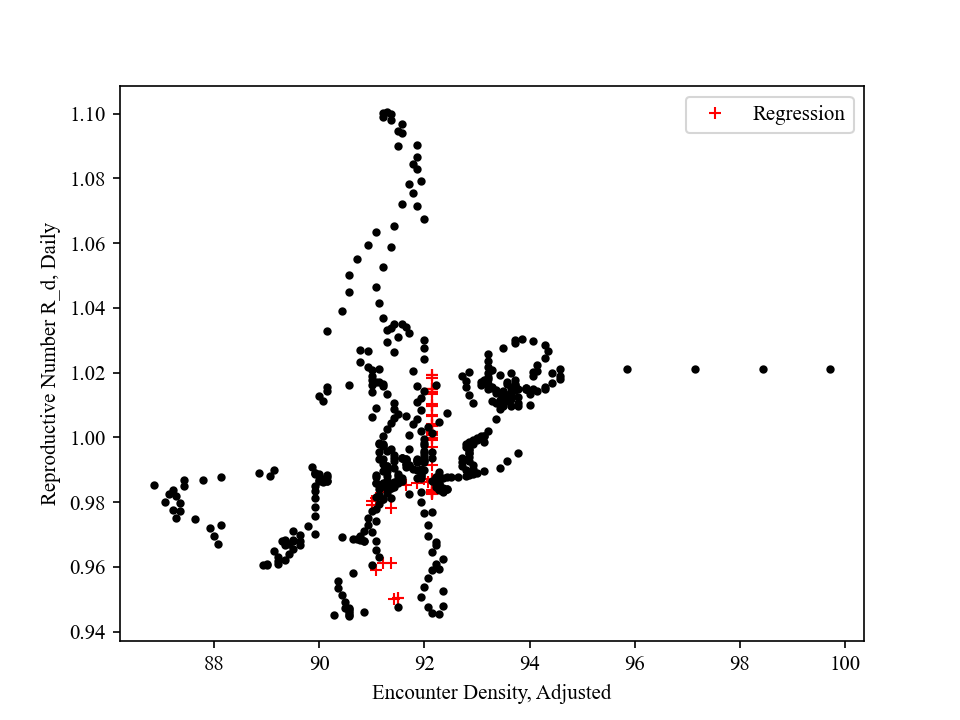 Regression
1.10
1.08
1.06
1.04
1.02
1.00
0.98
0.96
0.94
Reproductive Number R_d, Daily
88 90 92 94 96 98 100
Encounter Density, Adjusted